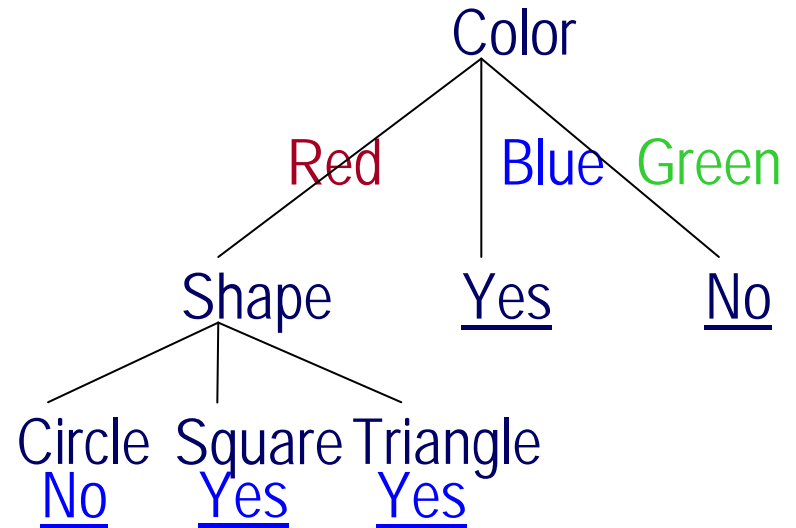 Color
Red Blue Green
Shape Yes No
Circle Square Triangle
No Yes Yes